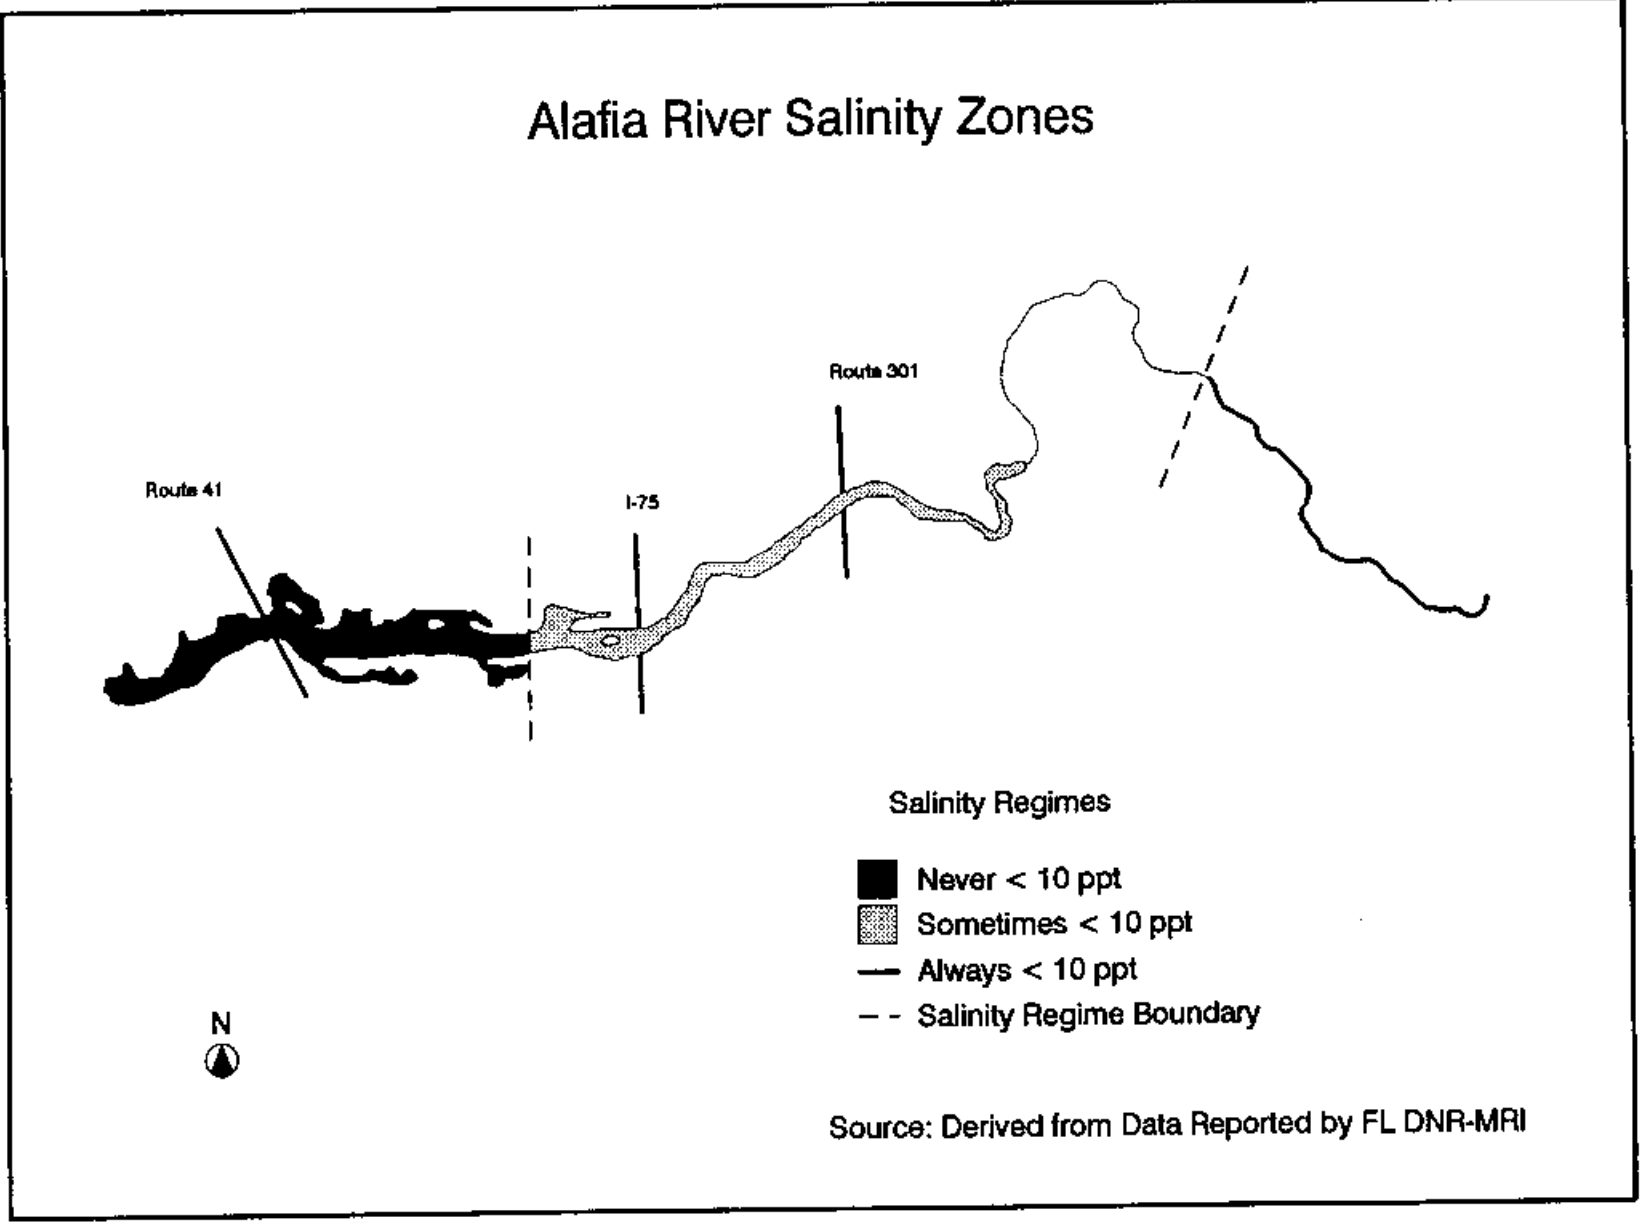 Alafia River Salinity Zones
Route 301
Route 41
I-75
Salinity Regimes
Never < 10 ppt
Sometimes < 10 ppt
Always < 10 ppt
Salinity Regime Boundary
N
Source: Derived from Data Reported by FL DNR-MRI